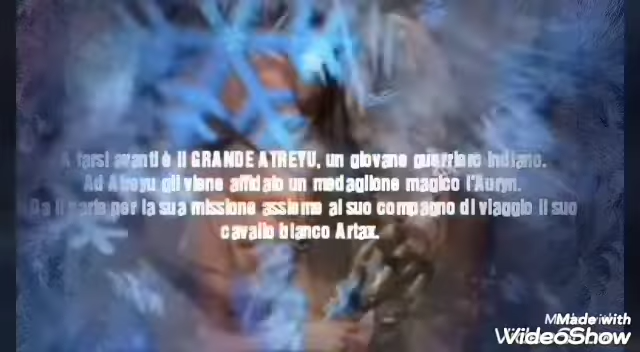 A farsi avanti è il GRANDE ATREYU, un giovane guerriero indiano.
Ad Atreyu gli viene affidato un medaglione magico l'Auryn.
Da lì parte per la sua missione assieme al suo compagno di viaggio il suo
cavallo bianco Artax.
Made with
VideoShow